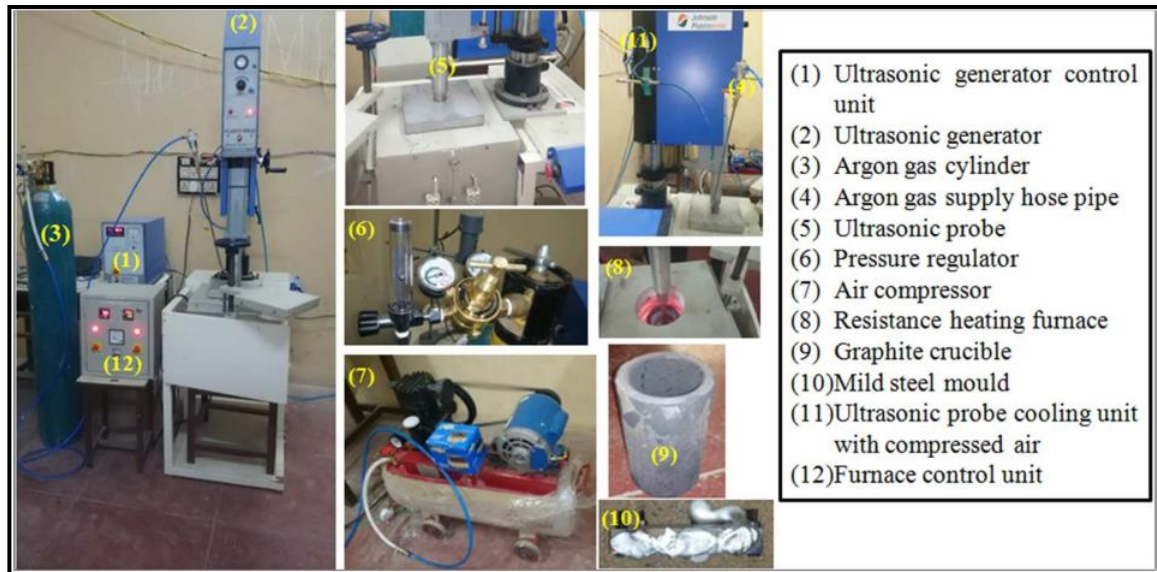 (2)
(3)
(1)
(12)
(5)
(6)
(7)
Johnson
Plastosonic
(11)
(4)
(8)
(9)
(10)
(1) Ultrasonic generator control
unit
(2) Ultrasonic generator
(3) Argon gas cylinder
(4) Argon gas supply hose pipe
(5) Ultrasonic probe
(6) Pressure regulator
(7) Air compressor
(8) Resistance heating furnace
(9) Graphite crucible
(10)Mild steel mould
(11)Ultrasonic probe cooling unit
with compressed air
(12)Furnace control unit